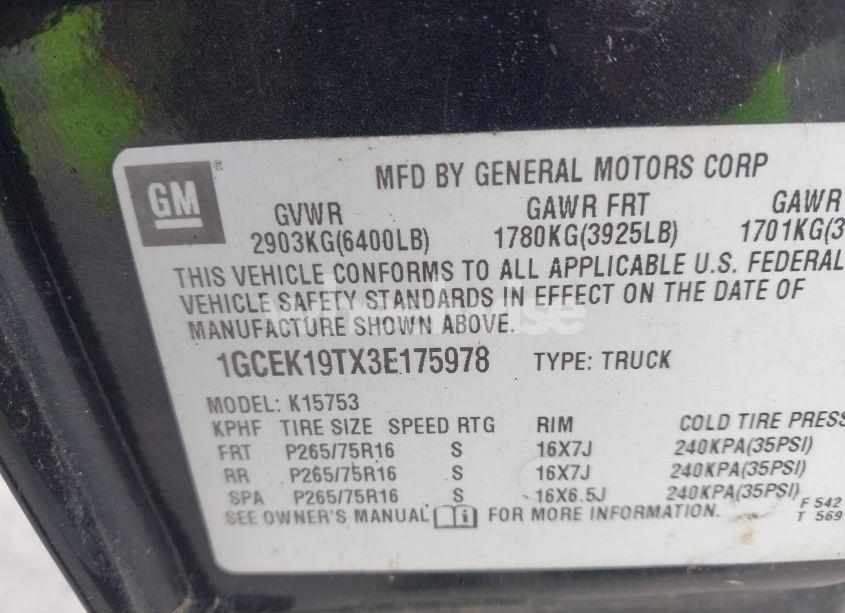 GM
MFD BY GENERAL MOTORS CORP
GVWR GAWR FRT GAWR
2903KG(6400LB) 1780KG(3925LB) 1701KG(3
THIS VEHICLE CONFORMS TO ALL APPLICABLE U.S. FEDERAL
VEHICLE SAFETY STANDARDS IN EFFECT ON THE DATE OF
MANUFACTURE SHOWN ABOVE.
1GCEK19TX3E175978 TYPE: TRUCK
MODEL: K15753
KPHF TIRE SIZE SPEED RTG RIM COLD TIRE PRESS
FRT P265/75R16 S 16X7J 240KPA(35PSI)
RR P265/75R16 S 16X7J 240KPA(35PSI)
SPA P265/75R16 S 16X6.5J 240KPA(35PSI)
SEE OWNER'S MANUAL FOR MORE INFORMATION.
F 542
T 569